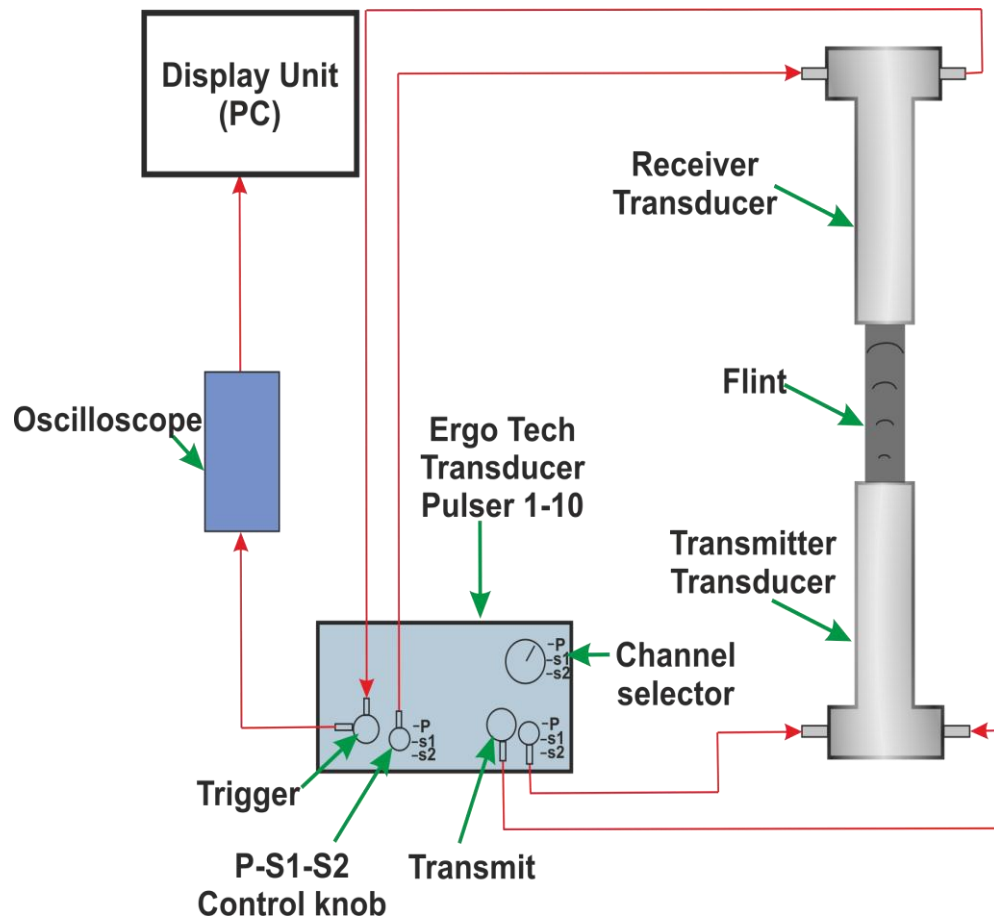 Display Unit
(PC)
Receiver
Transducer
Flint
Oscilloscope
Ergo Tech
Transducer
Pulser 1-10
Transmitter
Transducer
-P
-s1
-s2
Channel
selector
-P
-s1
-s2
-P
-s1
-s2
Trigger
P-S1-S2
Control knob
Transmit